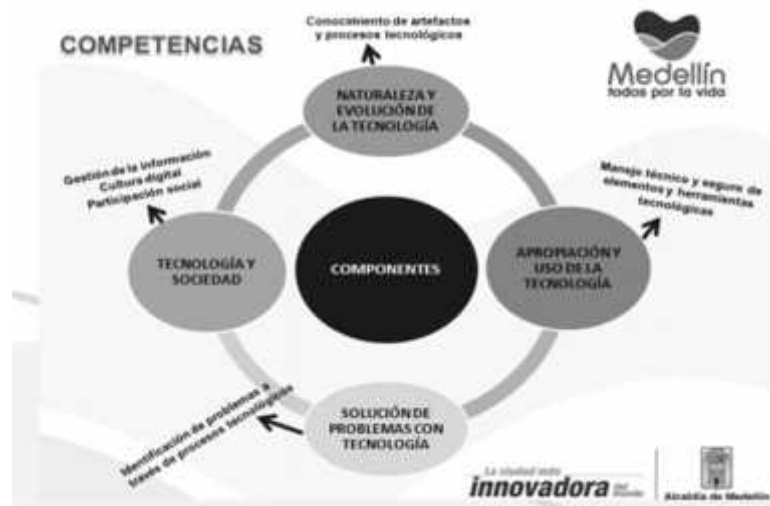 COMPETENCIAS
Conocimiento de artefactos
y procesos tecnológicos
Medellín
todos por la vida
NATURALEZA Y
EVOLUCIÓN DE
LA TECNOLOGÍA
Gestión de la información
Cultura digital
Participación social
Manejo técnico y seguro de
elementos y herramientas
tecnológicas
TECNOLOGÍA Y
SOCIEDAD
COMPONENTES
APROPIACIÓN Y
USO DE LA
TECNOLOGÍA
Identificación de problemas a
través de procesos tecnológicos
SOLUCIÓN DE
PROBLEMAS CON
TECNOLOGÍA
La ciudad más
innovadora del
mundo
Alcaldía de Medellín